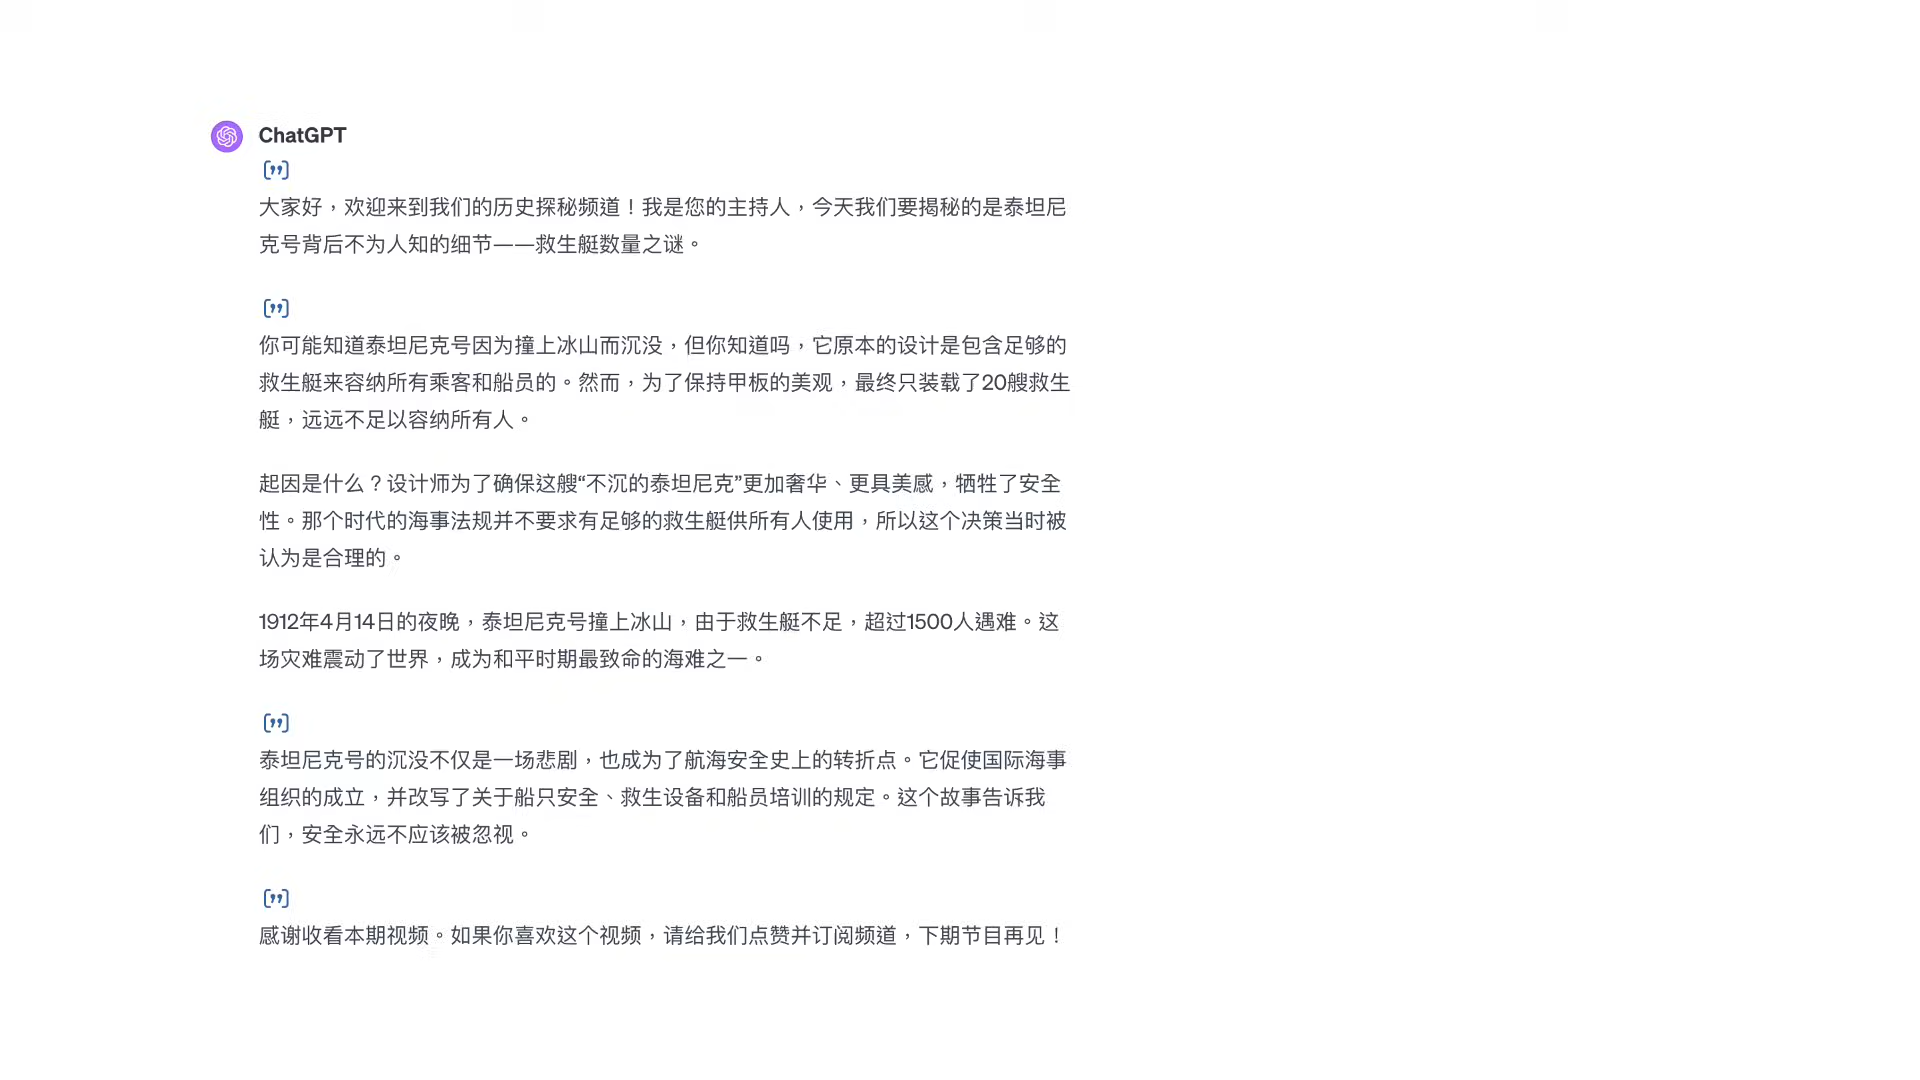 ChatGPT
[❞]
大家好，欢迎来到我们的历史探秘频道！我是您的主持人，今天我们要揭秘的是泰坦尼
克号背后不为人知的细节——救生艇数量之谜。
[❞]
你可能知道泰坦尼克号因为撞上冰山而沉没，但你知道吗，它原本的设计是包含足够的
救生艇来容纳所有乘客和船员的。然而，为了保持甲板的美观，最终只装载了20艘救生
艇，远远不足以容纳所有人。
起因是什么？设计师为了确保这艘“不沉的泰坦尼克”更加奢华、更具美感，牺牲了安全
性。那个时代的海事法规并不要求有足够的救生艇供所有人使用，所以这个决策当时被
认为是合理的。
1912年4月14日的夜晚，泰坦尼克号撞上冰山，由于救生艇不足，超过1500人遇难。这
场灾难震动了世界，成为和平时期最致命的海难之一。
[❞]
泰坦尼克号的沉没不仅是一场悲剧，也成为了航海安全史上的转折点。它促使国际海事
组织的成立，并改写了关于船只安全、救生设备和船员培训的规定。这个故事告诉我
们，安全永远不应该被忽视。
[❞]
感谢收看本期视频。如果你喜欢这个视频，请给我们点赞并订阅频道，下期节目再见！